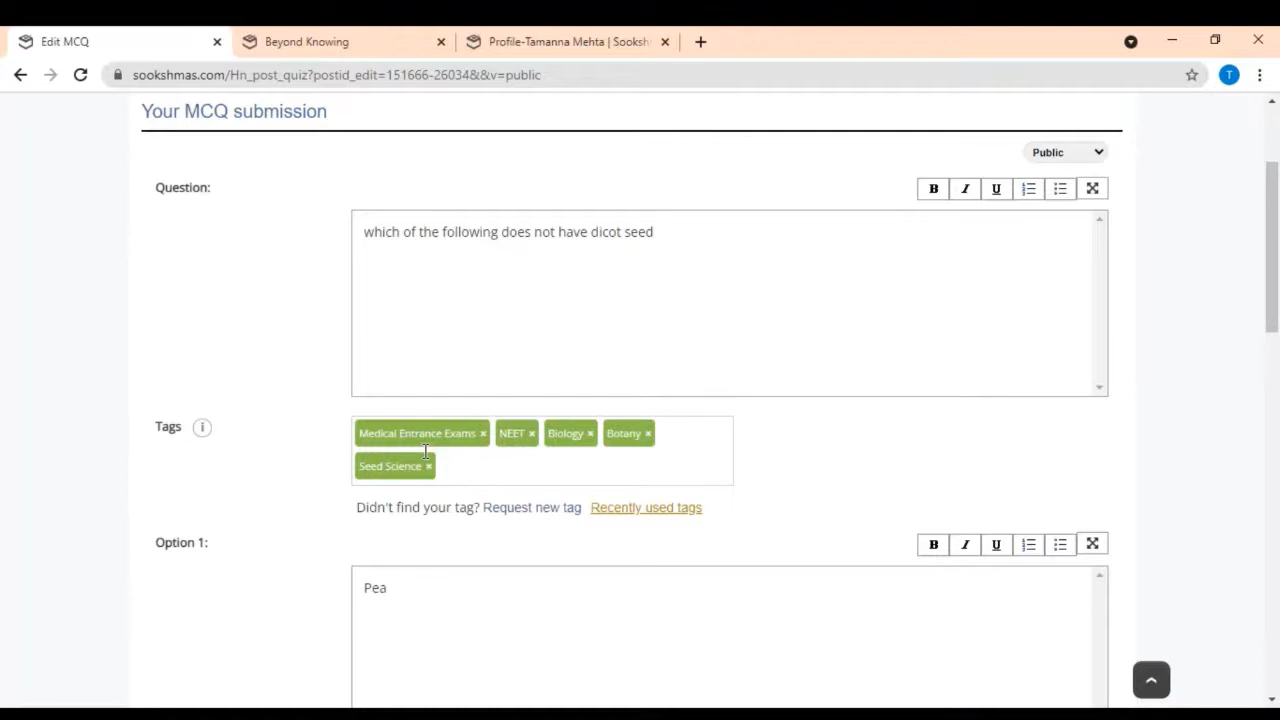 Edit MCQ
Beyond Knowing
Profile-Tamanna Mehta | Sooksh
sookshmas.com/Hn_post_quiz?postid_edit=151666-26034&&v=public
T
Your MCQ submission
Public
Question:
B I U
which of the following does not have dicot seed
Tags i
Medical Entrance Exams × NEET × Biology × Botany ×
Seed Science ×
Didn't find your tag? Request new tag Recently used tags
Option 1:
B I U
Pea